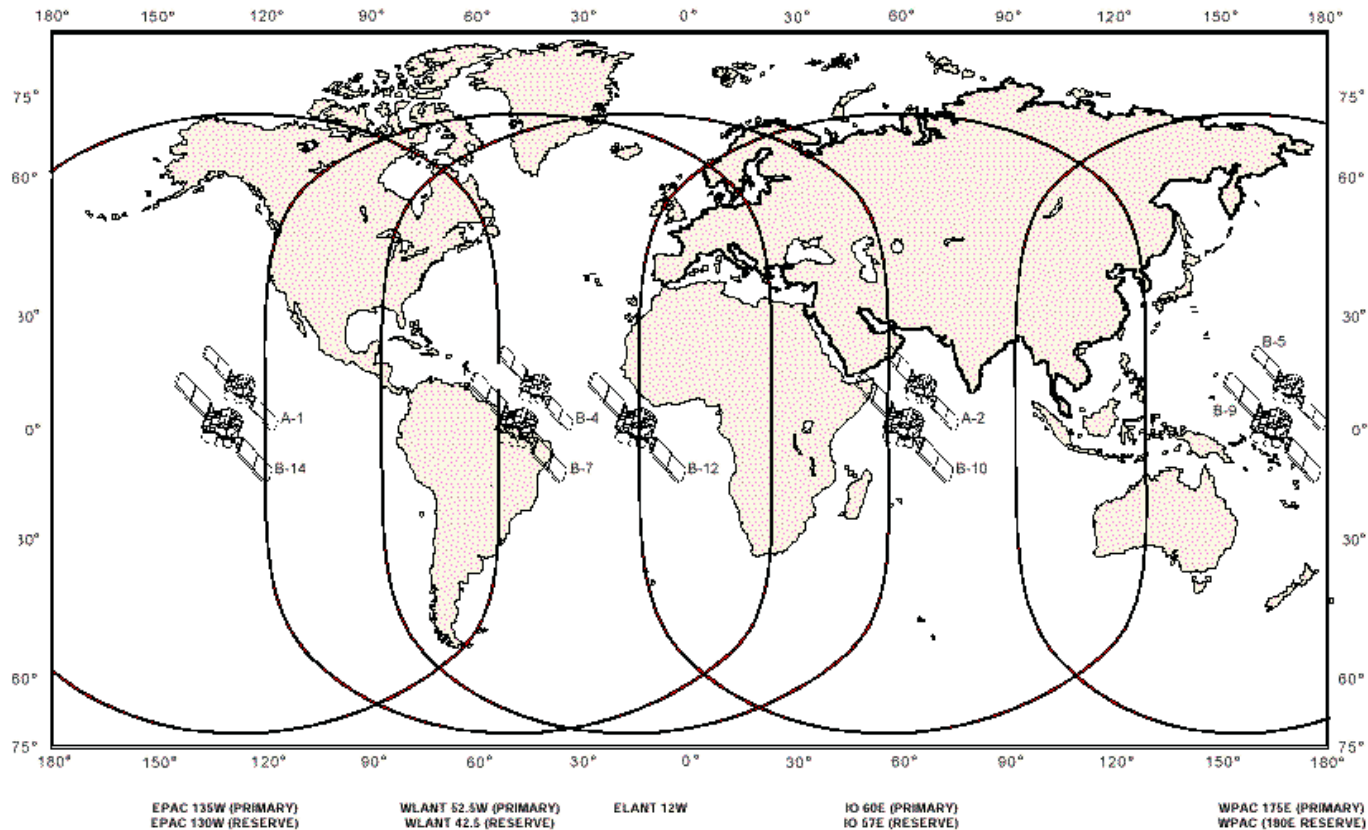 180° 150° 120° 90° 60° 30° 0° 30° 60° 90° 120° 150° 180°
75° 75°
60° 60°
30° 30°
B-5
B-9
A-1 B-4 A-2
0° 0°
B-14 B-7 B-12 B-10
30° 30°
60° 60°
75° 75°
180° 150° 120° 90° 60° 30° 0° 30° 60° 90° 120° 150° 180°
EPAC 135W (PRIMARY) WLANT 52.5W (PRIMARY) ELANT 12W IO 60E (PRIMARY) WPAC 175E (PRIMARY)
EPAC 130W (RESERVE) WLANT 42.5 (RESERVE) IO 57E (RESERVE) WPAC (180E RESERVE)